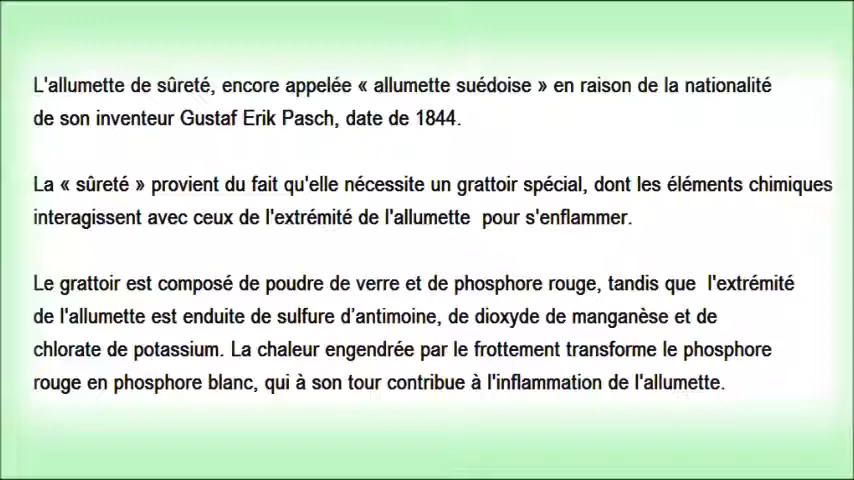 L'allumette de sûreté, encore appelée « allumette suédoise » en raison de la nationalité
de son inventeur Gustaf Erik Pasch, date de 1844.
La « sûreté » provient du fait qu'elle nécessite un grattoir spécial, dont les éléments chimiques
interagissent avec ceux de l'extrémité de l'allumette  pour s'enflammer.
Le grattoir est composé de poudre de verre et de phosphore rouge, tandis que  l'extrémité
de l'allumette est enduite de sulfure d’antimoine, de dioxyde de manganèse et de
chlorate de potassium. La chaleur engendrée par le frottement transforme le phosphore
rouge en phosphore blanc, qui à son tour contribue à l'inflammation de l'allumette.